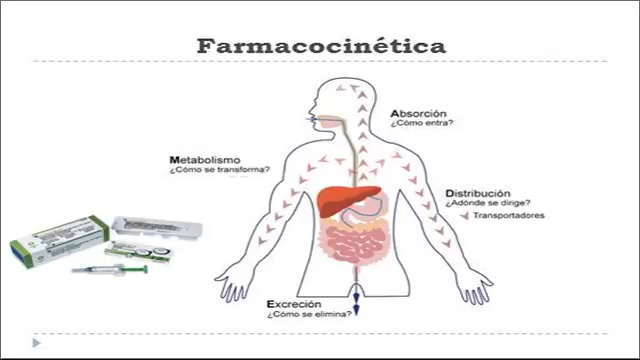 Farmacocinética
Absorción
¿Cómo entra?
Metabolismo
¿Cómo se transforma?
Distribución
¿Adónde se dirige?
Transportadores
Excreción
¿Cómo se elimina?